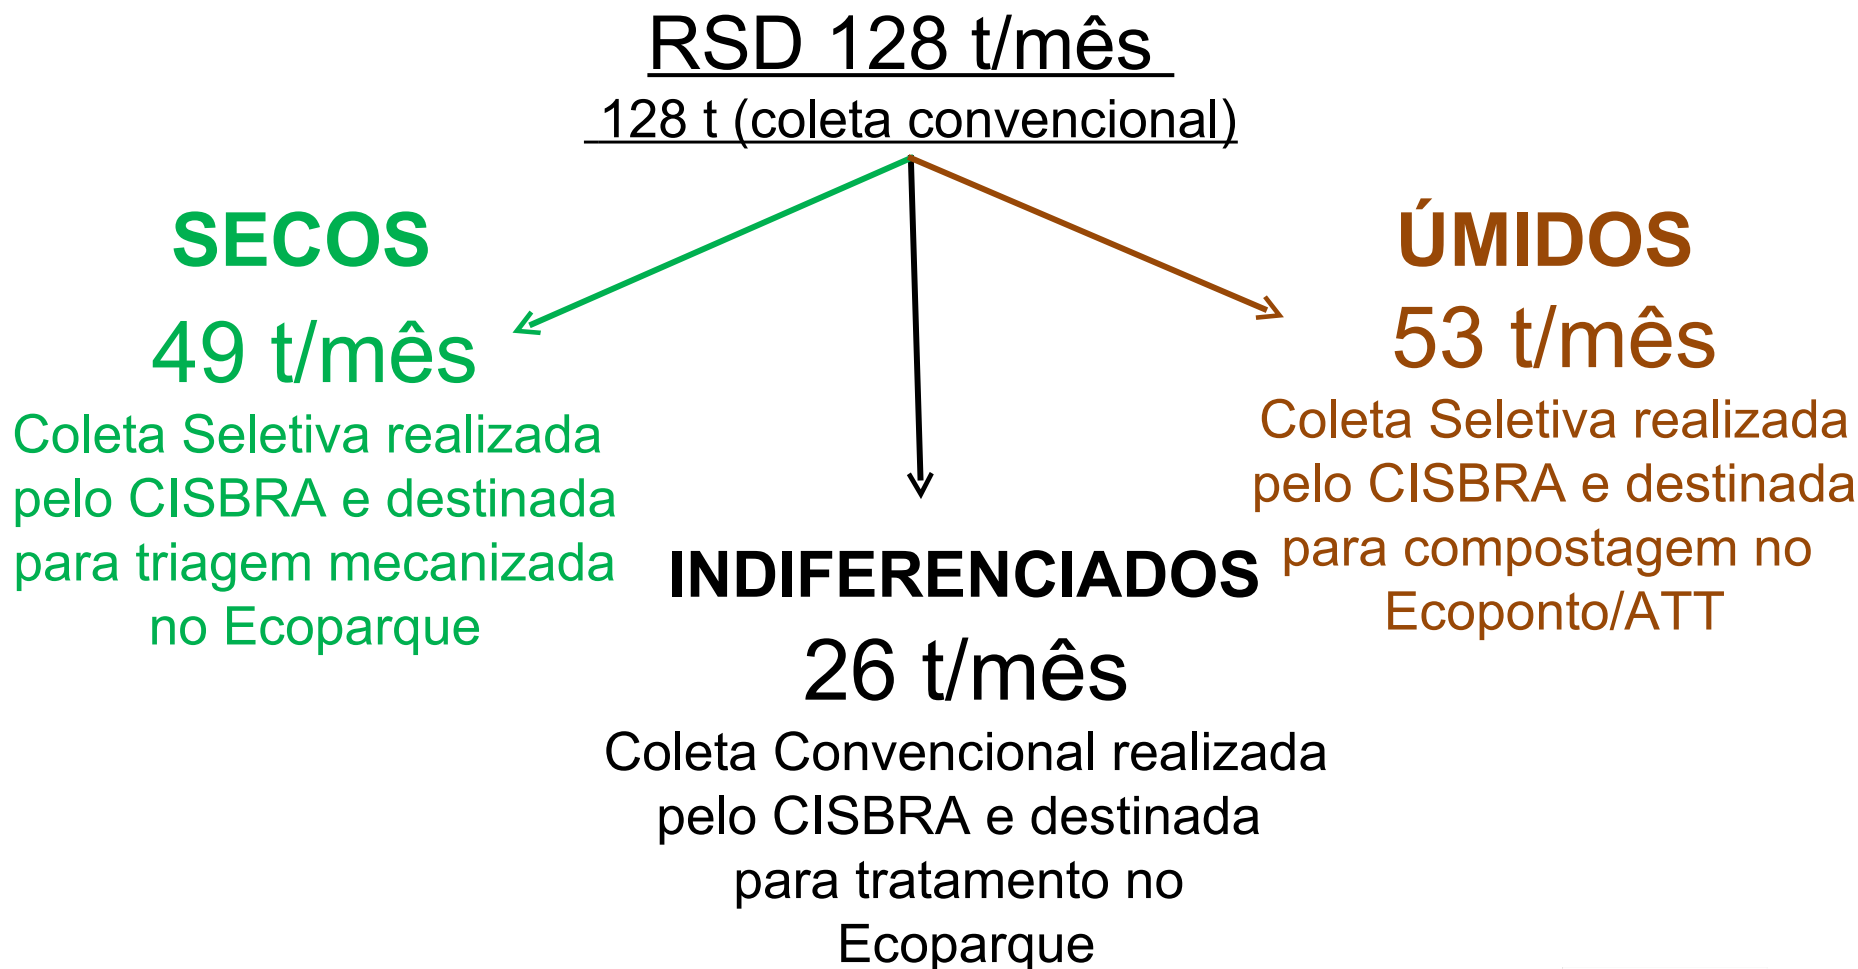 RSD 128 t/mês
128 t (coleta convencional)
SECOS
49 t/mês
Coleta Seletiva realizada
pelo CISBRA e destinada
para triagem mecanizada
no Ecoparque
INDIFERENCIADOS
26 t/mês
Coleta Convencional realizada
pelo CISBRA e destinada
para tratamento no
Ecoparque
ÚMIDOS
53 t/mês
Coleta Seletiva realizada
pelo CISBRA e destinada
para compostagem no
Ecoponto/ATT